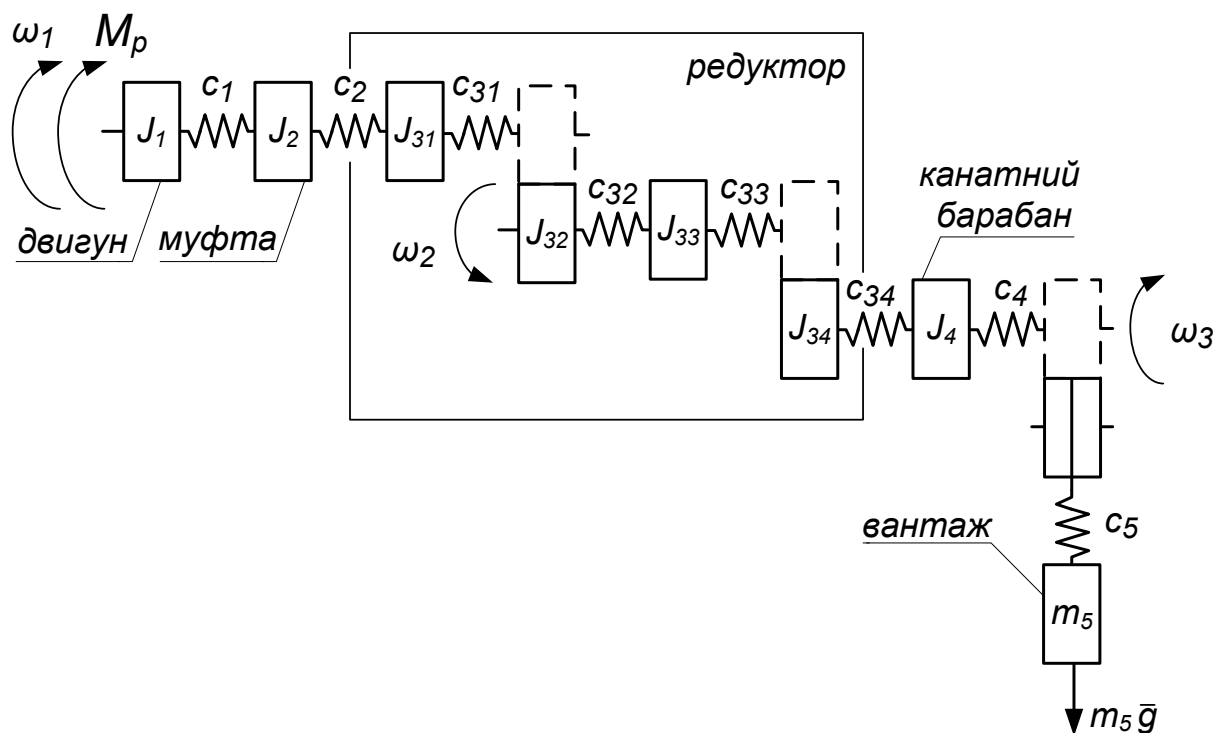 ω1 Mр
редуктор
c1 c2 c31
J1 J2 J31
двигун муфта
ω2
c32 c33
J32 J33
канатний
барабан
c34 c4
J34 J4
ω3
вантаж
c5
m5
m5 g̅